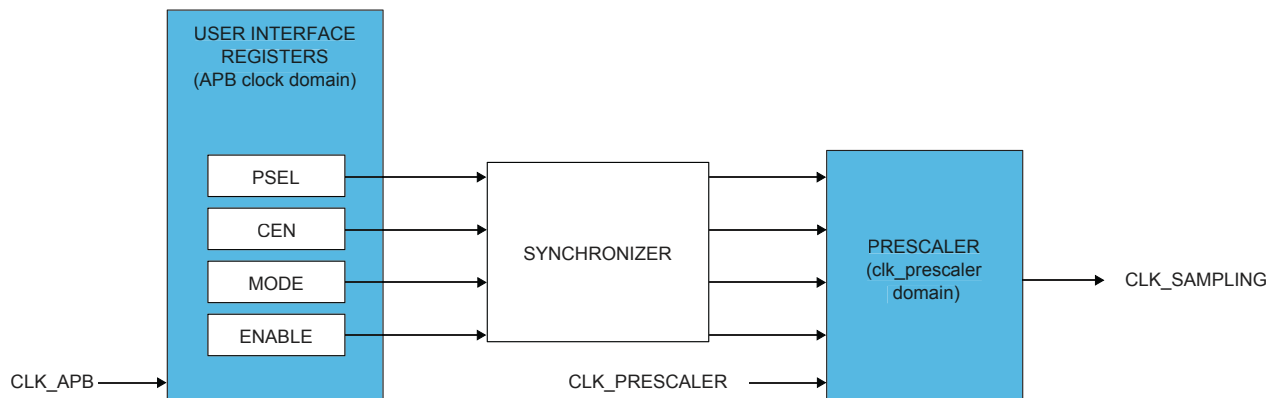 USER INTERFACE
REGISTERS
(APB clock domain)
PSEL
CEN
MODE
ENABLE
CLK_APB
SYNCHRONIZER
PRESCALER
(clk_prescaler
domain)
CLK_SAMPLING
CLK_PRESCALER